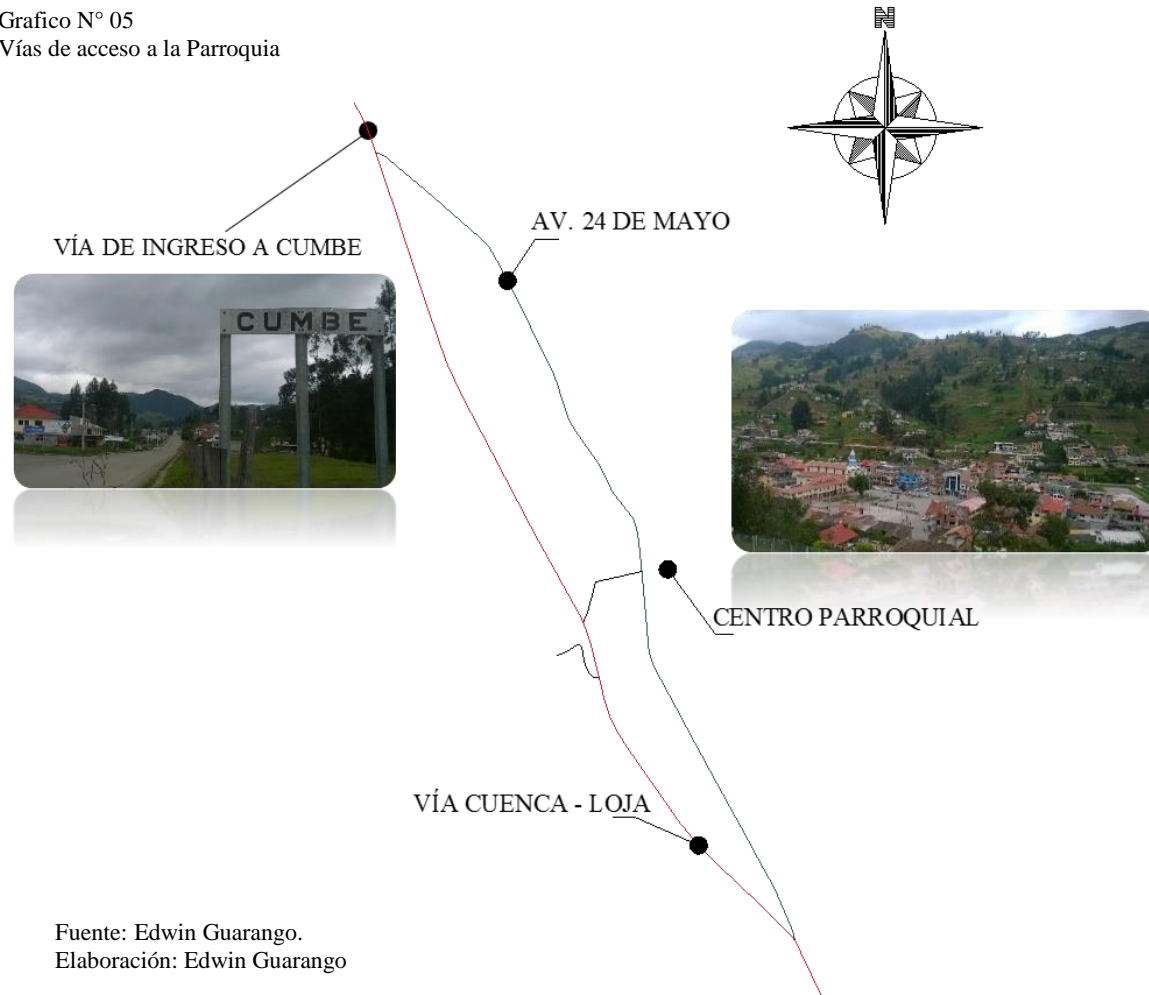 Grafico N° 05
Vías de acceso a la Parroquia
N
AV. 24 DE MAYO
VÍA DE INGRESO A CUMBE
CUMBE
CENTRO PARROQUIAL
VÍA CUENCA - LOJA
Fuente: Edwin Guarango.
Elaboración: Edwin Guarango